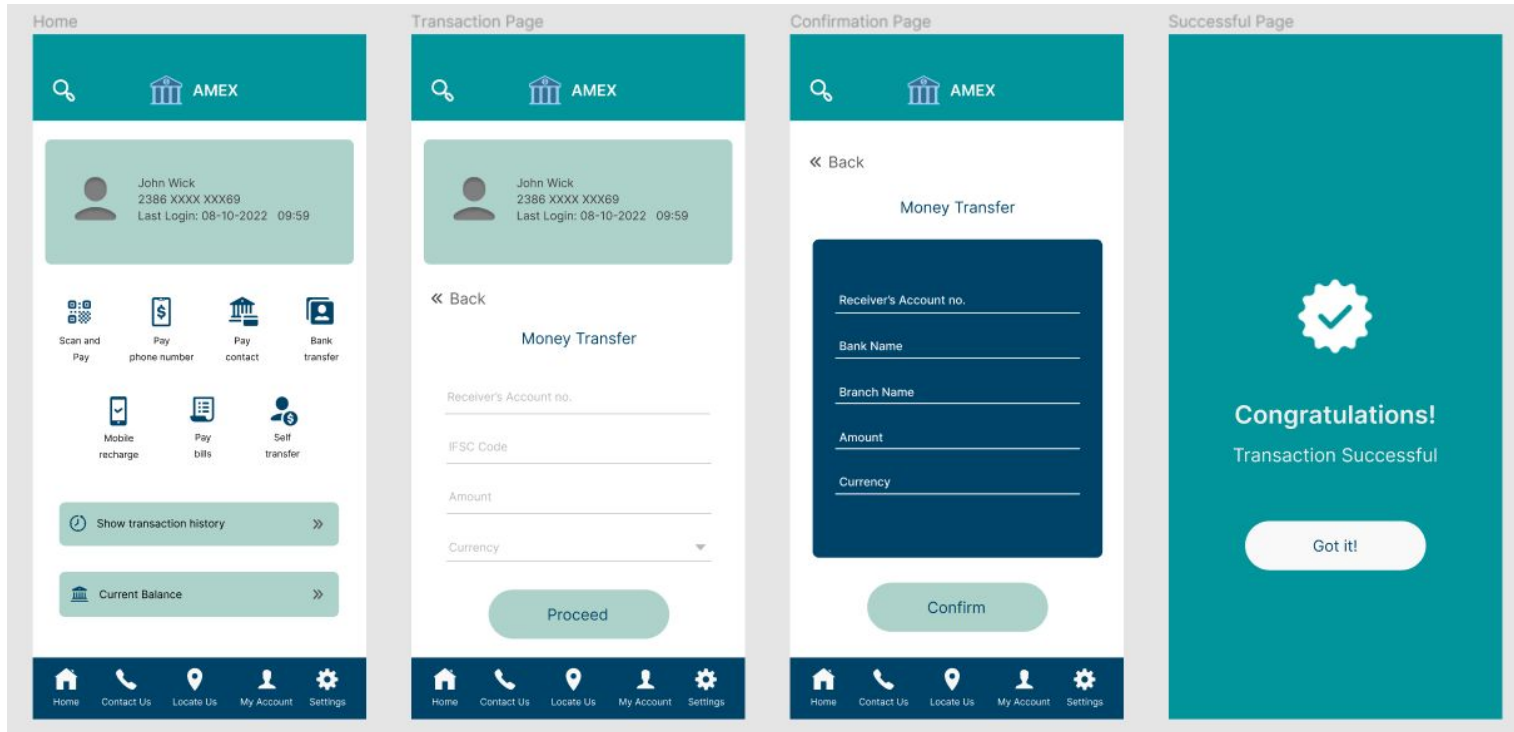 Home
AMEX
John Wick
2386 XXXX XXX69
Last Login: 08-10-2022 09:59
Scan and
Pay
Pay
phone number
Pay
contact
Bank
transfer
Mobile
recharge
Pay
bills
Self
transfer
Show transaction history
Current Balance
Home
Contact Us
Locate Us
My Account
Settings
Transaction Page
AMEX
John Wick
2386 XXXX XXX69
Last Login: 08-10-2022 09:59
« Back
Money Transfer
Receiver's Account no.
IFSC Code
Amount
Currency
Proceed
Home
Contact Us
Locate Us
My Account
Settings
Confirmation Page
AMEX
« Back
Money Transfer
Receiver's Account no.
Bank Name
Branch Name
Amount
Currency
Confirm
Home
Contact Us
Locate Us
My Account
Settings
Successful Page
Congratulations!
Transaction Successful
Got it!